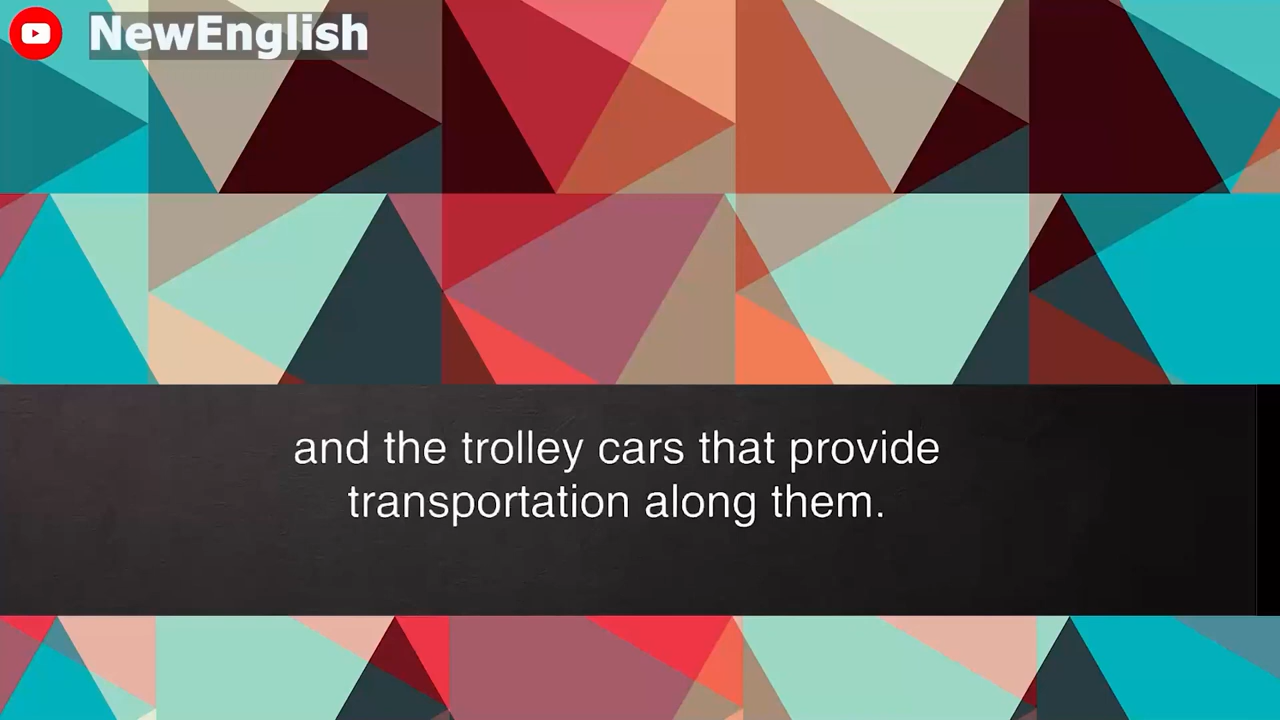 NewEnglish
and the trolley cars that provide
transportation along them.